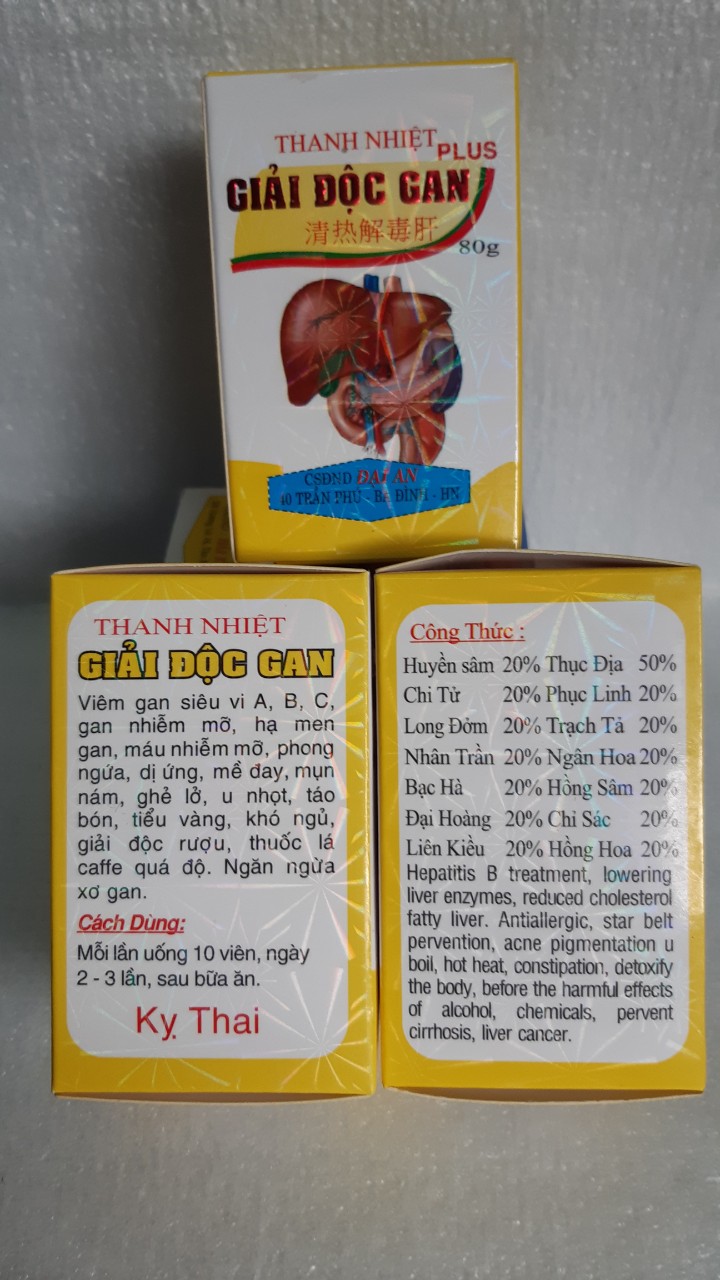 THANH NHIỆT PLUS
GIẢI ĐỘC GAN
清热解毒肝
80g
CSĐND ĐẠI AN
40 TRẦN PHÚ - BA ĐÌNH - HN
THANH NHIỆT
GIẢI ĐỘC GAN
Viêm gan siêu vi A, B, C,
gan nhiễm mỡ, hạ men
gan, máu nhiễm mỡ, phong
ngứa, dị ứng, mề đay, mụn
nám, ghẻ lở, u nhọt, táo
bón, tiểu vàng, khó ngủ,
giải độc rượu, thuốc lá
caffe quá độ. Ngăn ngừa
xơ gan.
Cách Dùng:
Mỗi lần uống 10 viên, ngày
2 - 3 lần, sau bữa ăn.
Kỵ Thai
Công Thức :
Huyền sâm 20% Thục Địa 50%
Chi Tử 20% Phục Linh 20%
Long Đởm 20% Trạch Tả 20%
Nhân Trần 20% Ngân Hoa 20%
Bạc Hà 20% Hồng Sâm 20%
Đại Hoàng 20% Chỉ Sác 20%
Liên Kiều 20% Hồng Hoa 20%
Hepatitis B treatment, lowering
liver enzymes, reduced cholesterol
fatty liver. Antiallergic, star belt
pervention, acne pigmentation u
boil, hot heat, constipation, detoxify
the body, before the harmful effects
of alcohol, chemicals, pervent
cirrhosis, liver cancer.